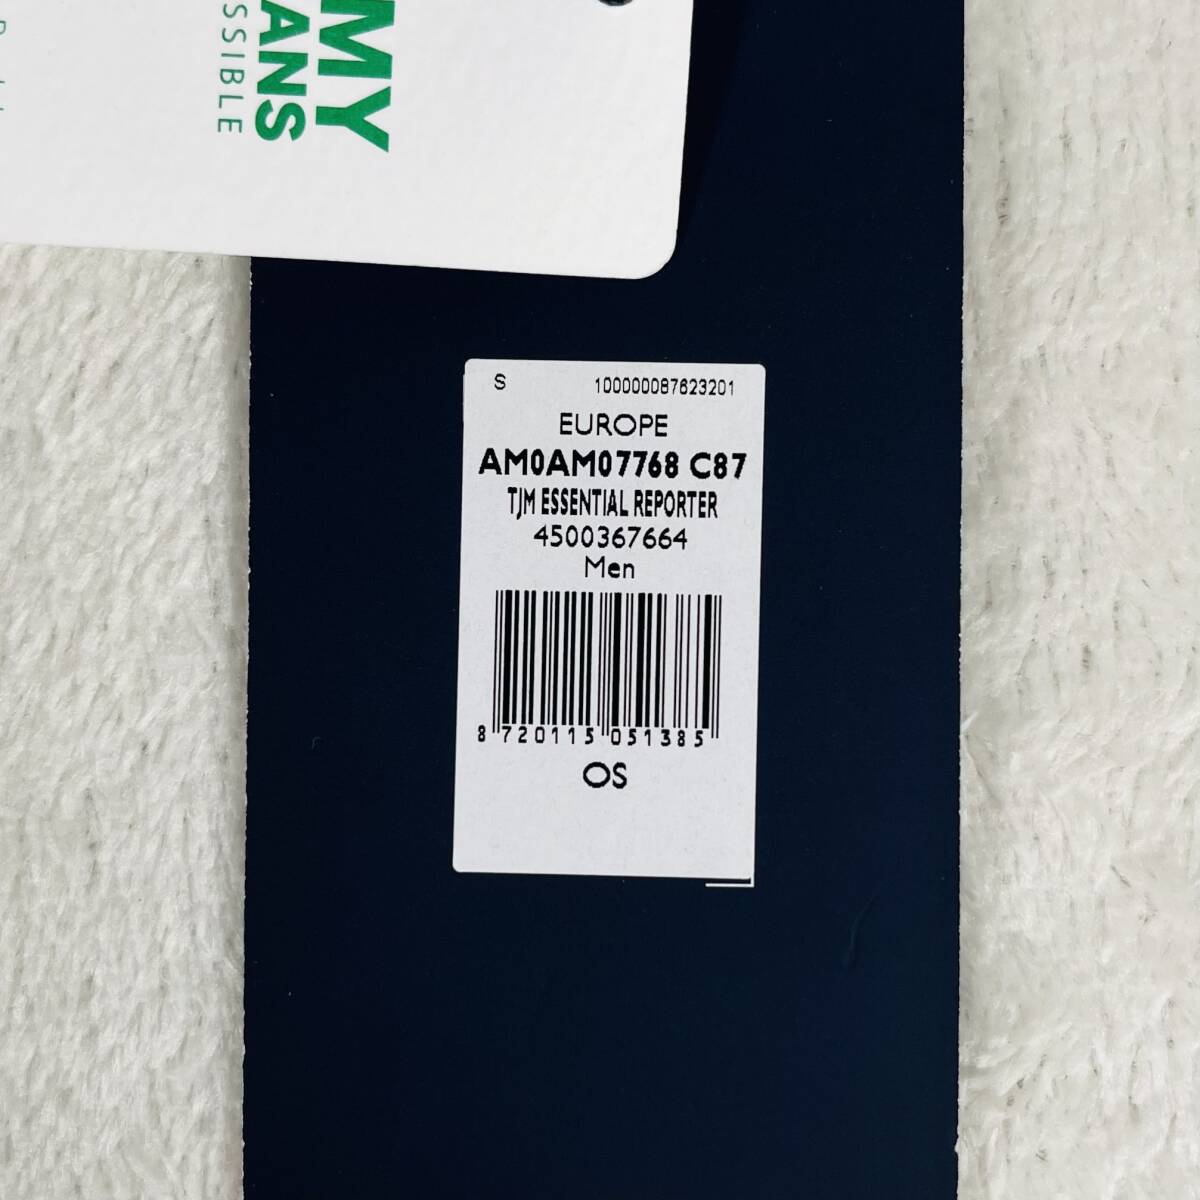 MY
ANS
SSIBLE
S 100000087623201
EUROPE
AM0AM07768 C87
TJM ESSENTIAL REPORTER
4500367664
Men
8 720115 051385
OS